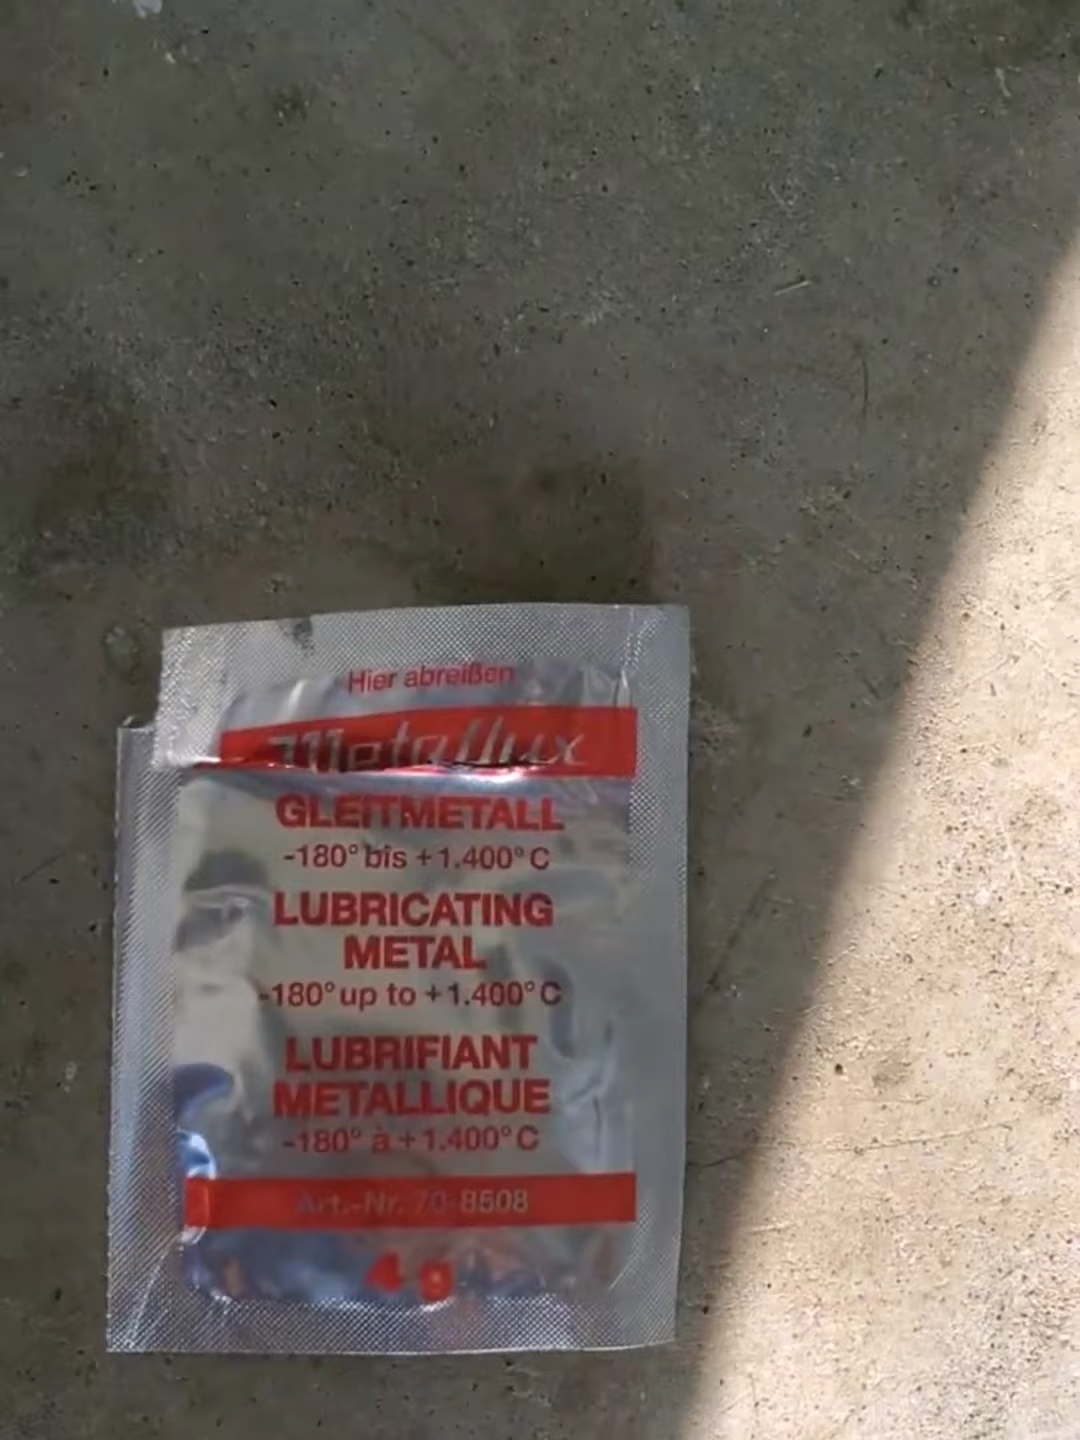 Hier abreißen
Metallux
GLEITMETALL
-180° bis +1.400° C
LUBRICATING
METAL
-180° up to +1.400° C
LUBRIFIANT
METALLIQUE
-180° à +1.400° C
Art.-Nr. 70-8508
4 g